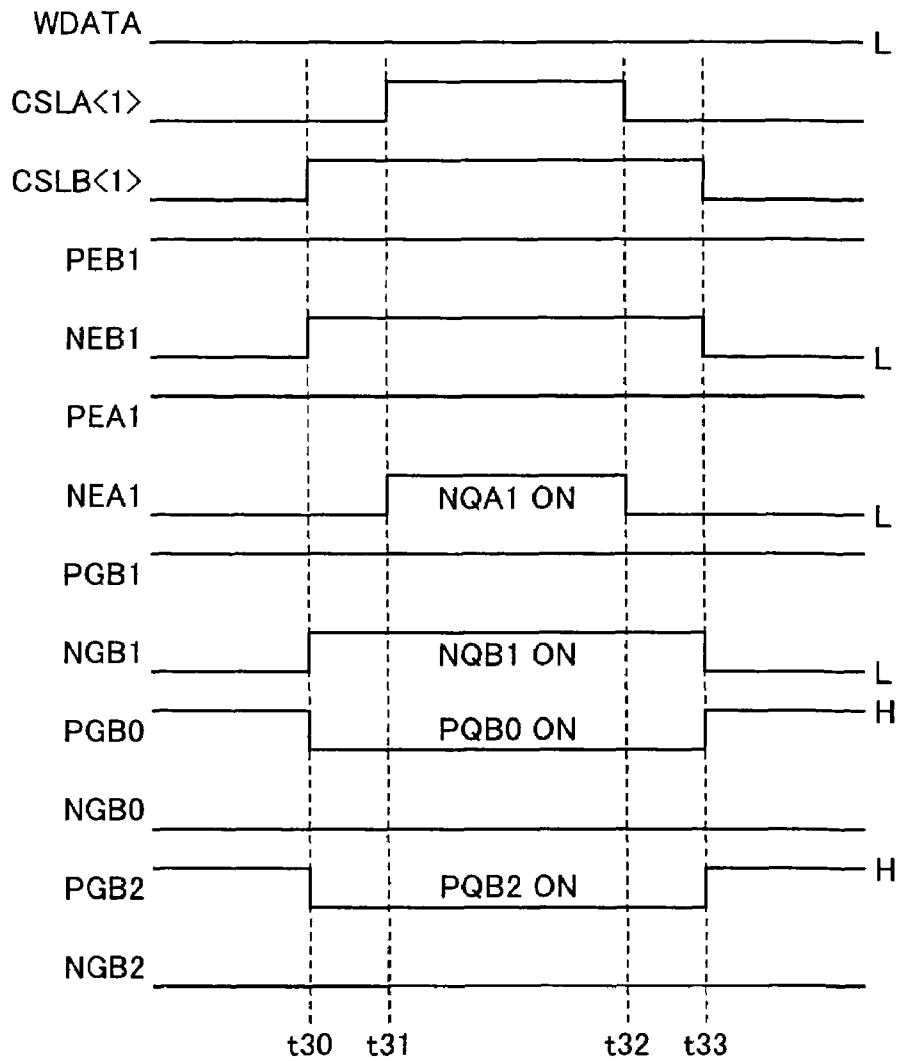 WDATA L
CSLA<1>
CSLB<1>
PEB1
NEB1 L
PEA1
NEA1 NQA1 ON L
PGB1
NGB1 NQB1 ON L
PGB0 PQB0 ON H
NGB0
PGB2 PQB2 ON H
NGB2
t30 t31 t32 t33